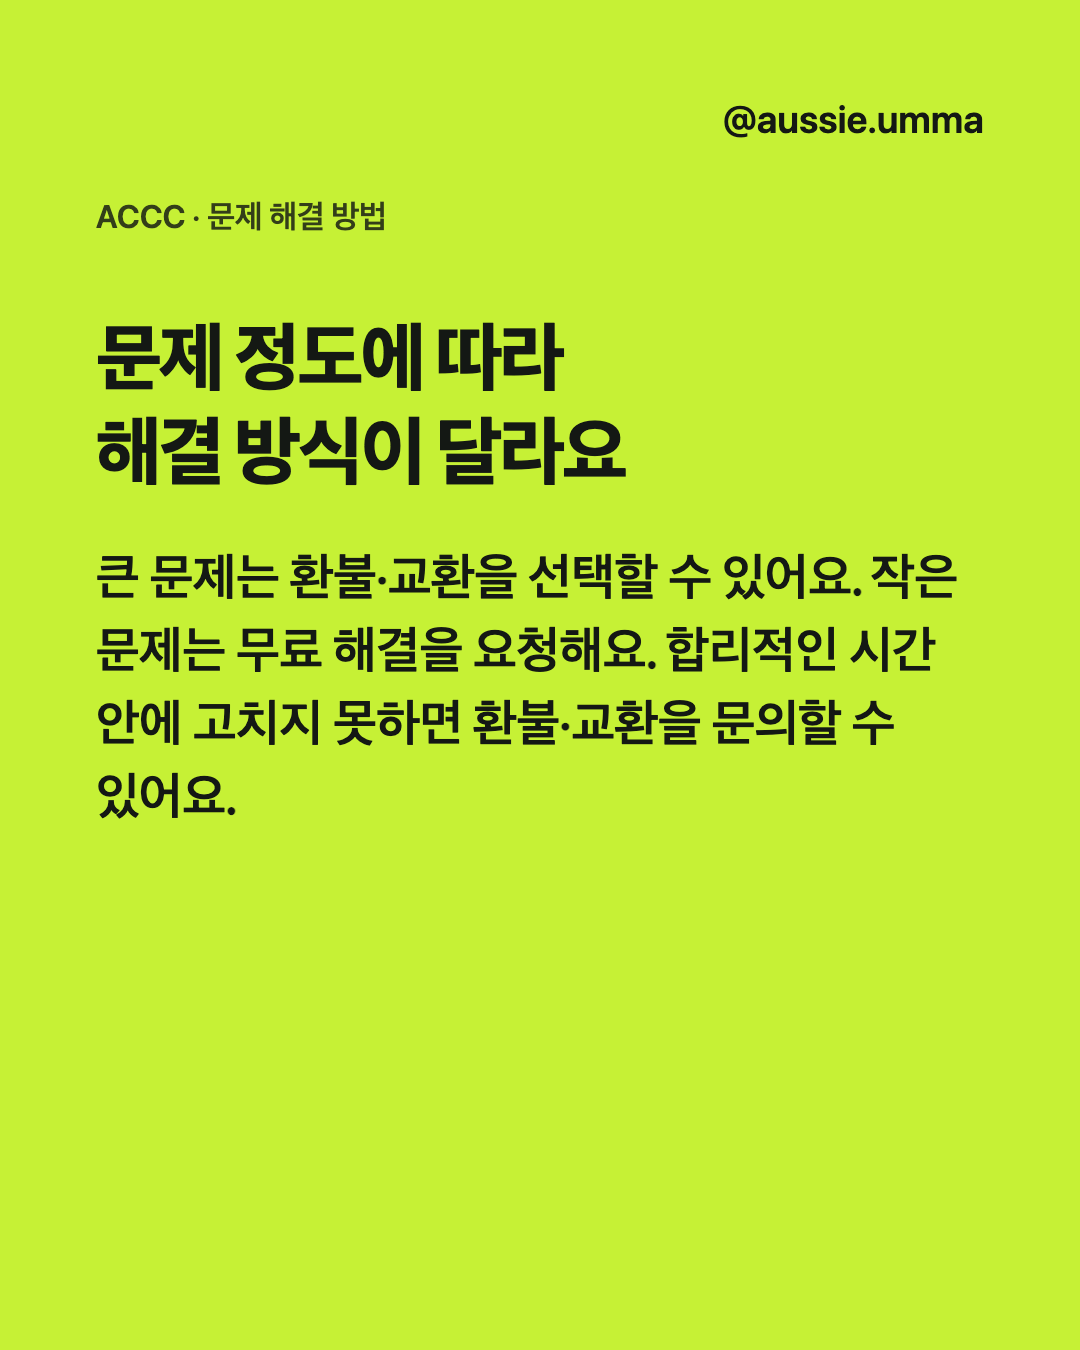 @aussie.umma
ACCC · 문제 해결 방법
문제 정도에 따라
해결 방식이 달라요
큰 문제는 환불·교환을 선택할 수 있어요. 작은
문제는 무료 해결을 요청해요. 합리적인 시간
안에 고치지 못하면 환불·교환을 문의할 수
있어요.